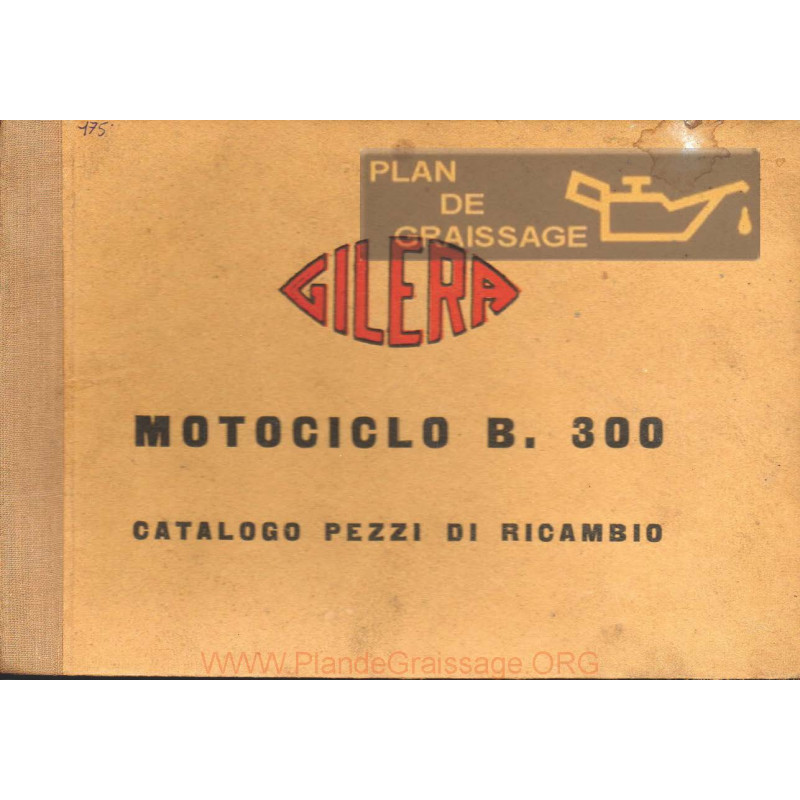 175.
PLAN
DE
GRAISSAGE
GILERA
MOTOCICLO B. 300
CATALOGO PEZZI DI RICAMBIO
WWW.PlandeGraissage.ORG